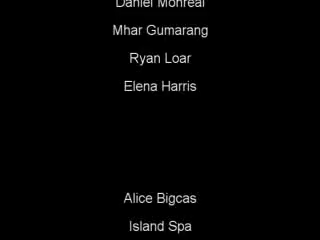 Daniel Monreal
Mhar Gumarang
Ryan Loar
Elena Harris
Alice Bigcas
Island Spa